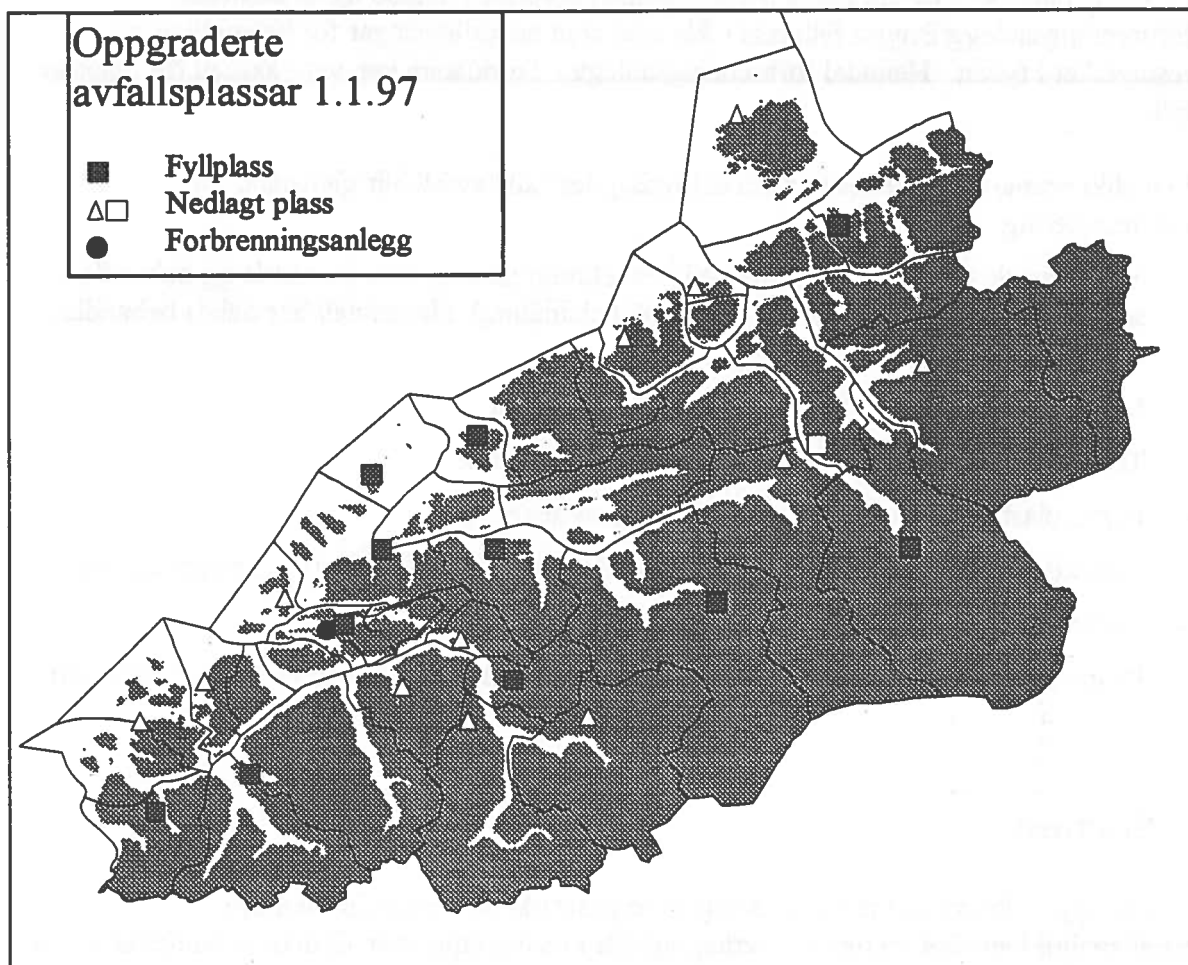 Oppgraderte
avfallsplassar 1.1.97
Fyllplass
Nedlagt plass
Forbrenningsanlegg